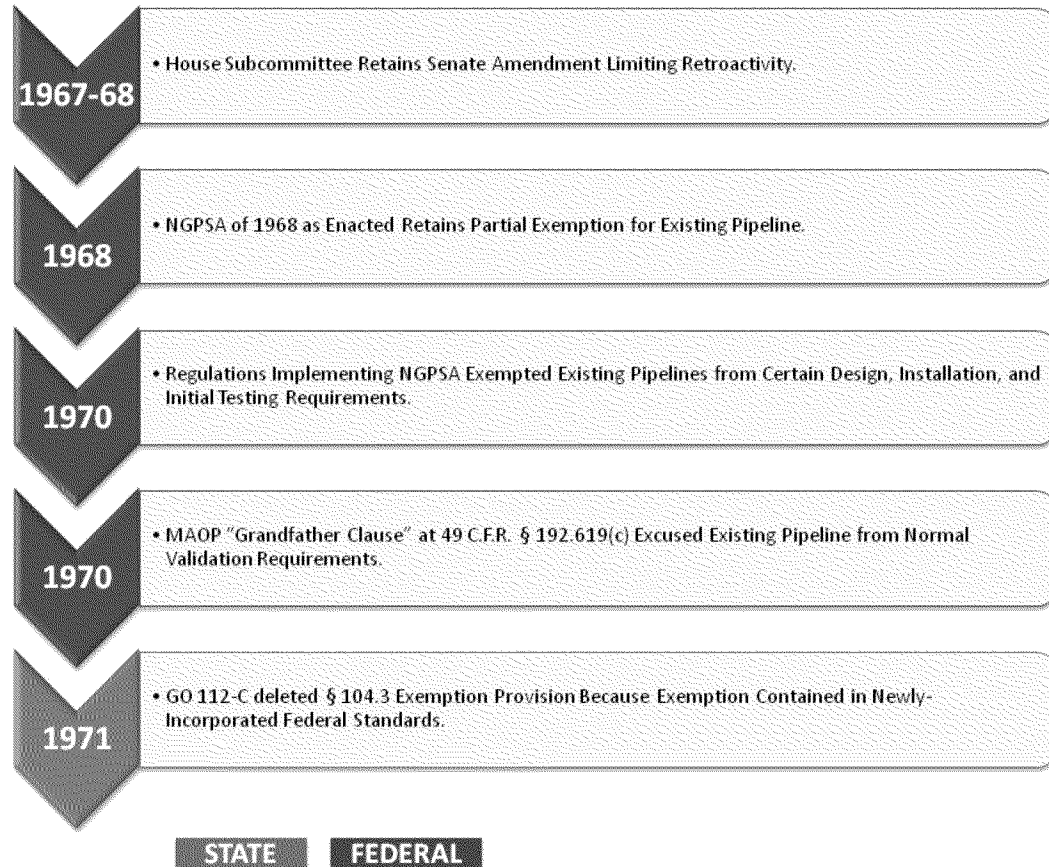 1967-68
• House Subcommittee Retains Senate Amendment Limiting Retroactivity.
1968
• NGPSA of 1968 as Enacted Retains Partial Exemption for Existing Pipeline.
1970
• Regulations Implementing NGPSA Exempted Existing Pipelines from Certain Design, Installation, and
Initial Testing Requirements.
1970
• MAOP “Grandfather Clause” at 49 C.F.R. § 192.619(c) Excused Existing Pipeline from Normal
Validation Requirements.
1971
• GO 112-C deleted § 104.3 Exemption Provision Because Exemption Contained in Newly-
Incorporated Federal Standards.
STATE FEDERAL